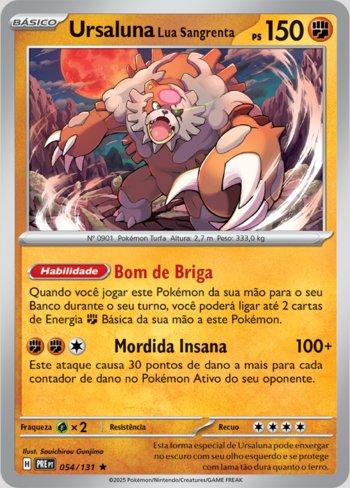 BÁSICO
Ursaluna Lua Sangrenta PS 150
Nº 0901 Pokémon Turfa Altura: 2,7 m Peso: 333,0 kg
Habilidade Bom de Briga
Quando você jogar este Pokémon da sua mão para o seu
Banco durante o seu turno, você poderá ligar até 2 cartas
de Energia Básica da sua mão a este Pokémon.
Mordida Insana 100+
Este ataque causa 30 pontos de dano a mais para cada
contador de dano no Pokémon Ativo do seu oponente.
Fraqueza ×2 Resistência Recuo
Ilust. Souichirou Gunjima
H PRE PT 054/131 ★
Esta forma especial de Ursaluna pode enxergar
no escuro com seu olho direito e se proteger
com lama tão dura quanto o ferro.
©2025 Pokémon/Nintendo/Creatures/GAME FREAK